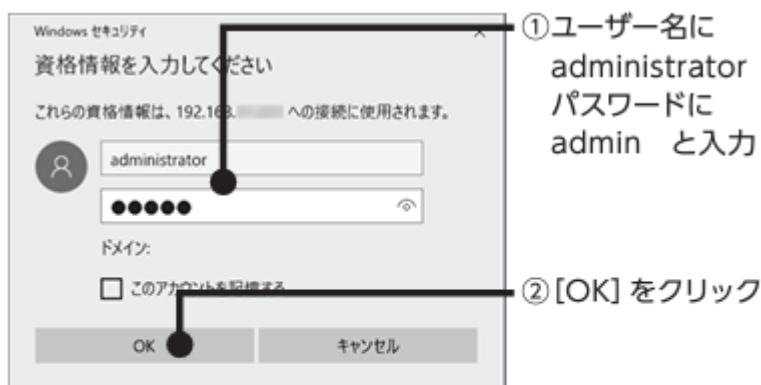 Windows セキュリティ
資格情報を入力してください
これらの資格情報は、192.168. への接続に使用されます。
administrator
●●●●●
ドメイン:
このアカウントを記憶する
OK
キャンセル
①ユーザー名に
administrator
パスワードに
admin と入力
②[OK] をクリック